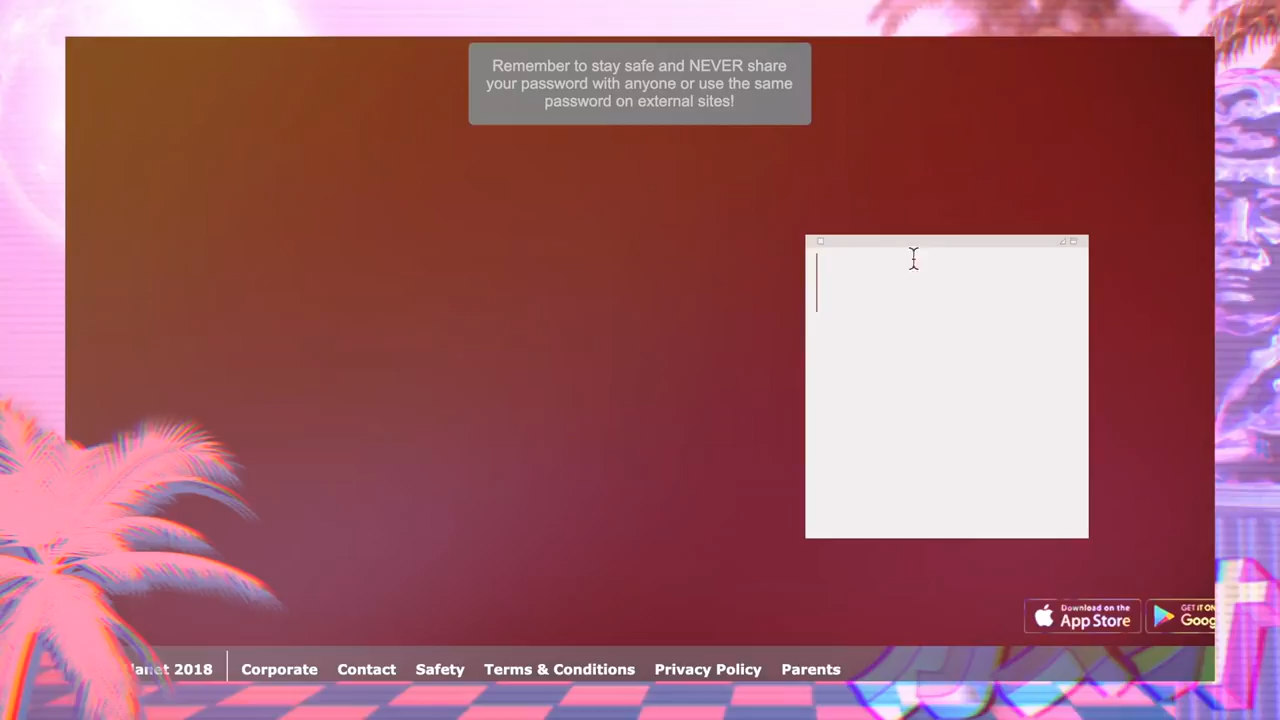 Remember to stay safe and NEVER share
your password with anyone or use the same
password on external sites!
Download on the
App Store
GET IT ON
2018
Corporate
Contact
Safety
Terms & Conditions
Privacy Policy
Parents